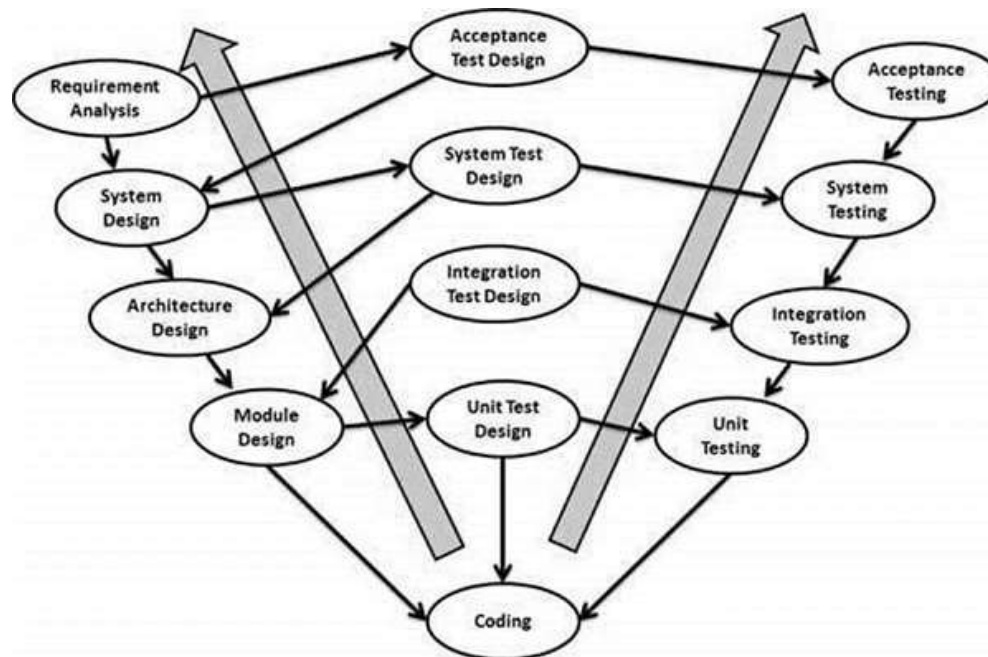 Acceptance
Test Design
Requirement
Analysis
Acceptance
Testing
System Test
Design
System
Design
System
Testing
Integration
Test Design
Architecture
Design
Integration
Testing
Module
Design
Unit Test
Design
Unit
Testing
Coding